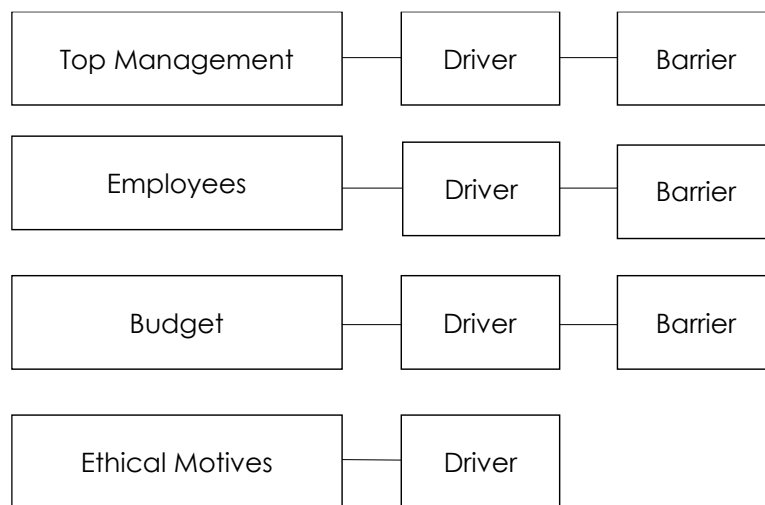 Top Management Driver Barrier
Employees Driver Barrier
Budget Driver Barrier
Ethical Motives Driver